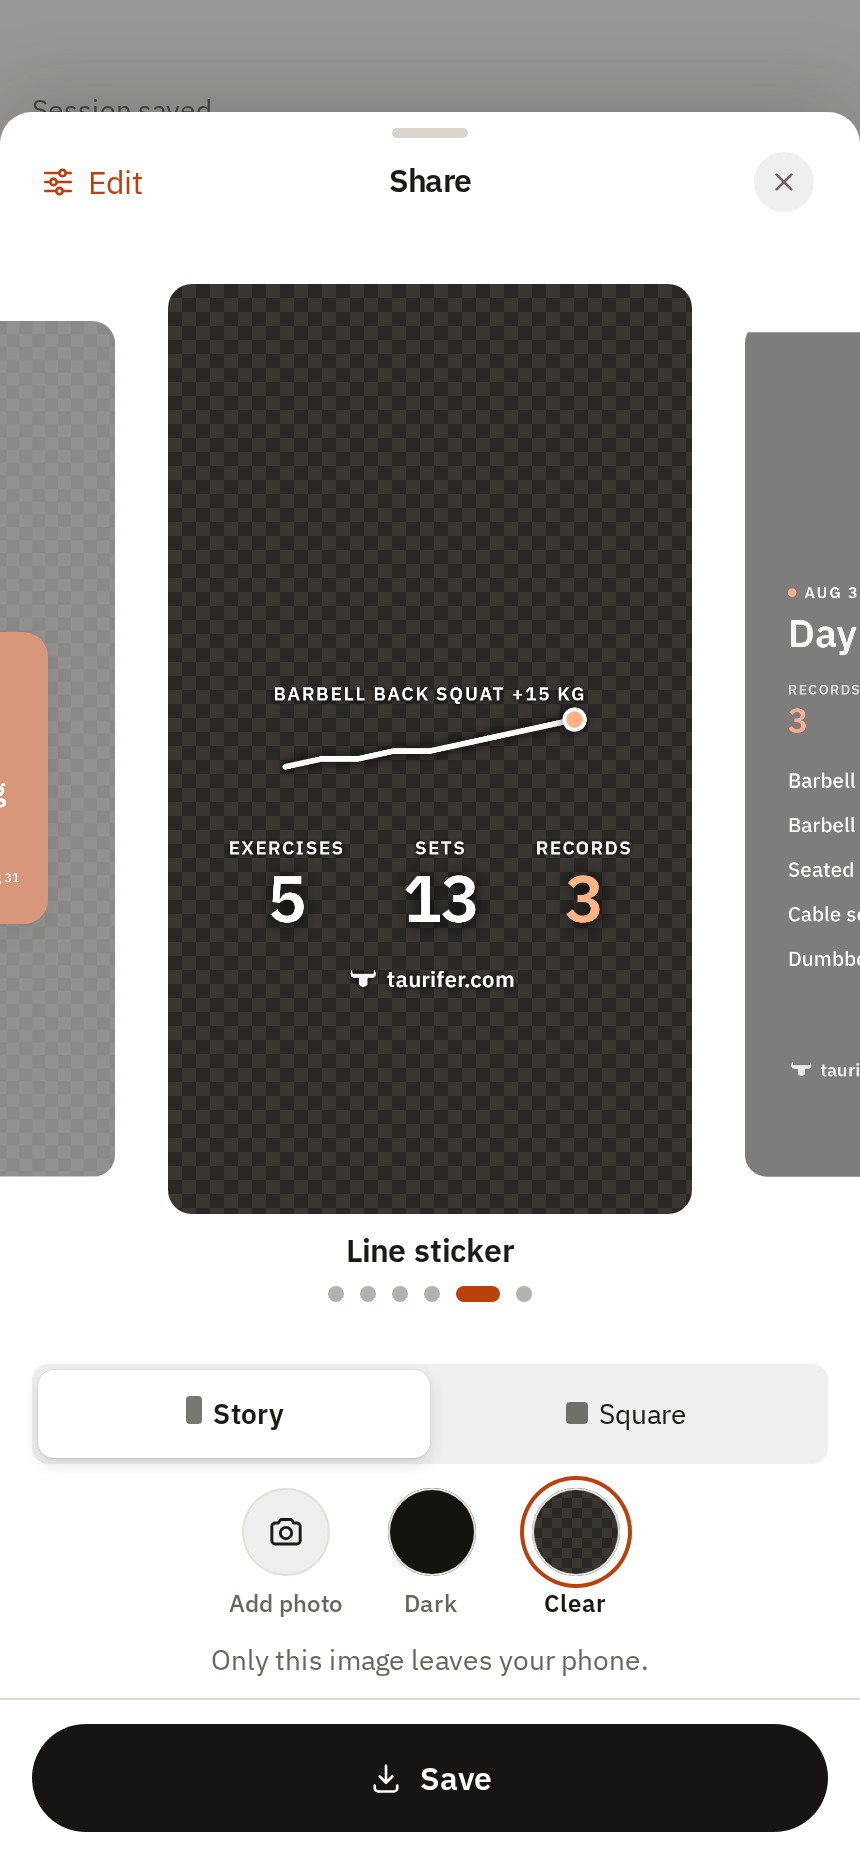 Session saved
Edit
Share
BARBELL BACK SQUAT +15 KG
EXERCISES SETS RECORDS
5 13 3
taurifer.com
g
31
AUG 3
Day
RECORDS
3
Barbell
Barbell
Seated
Cable
Line sticker
Story
Square
Add photo
Dark
Clear
Only this image leaves your phone.
Save